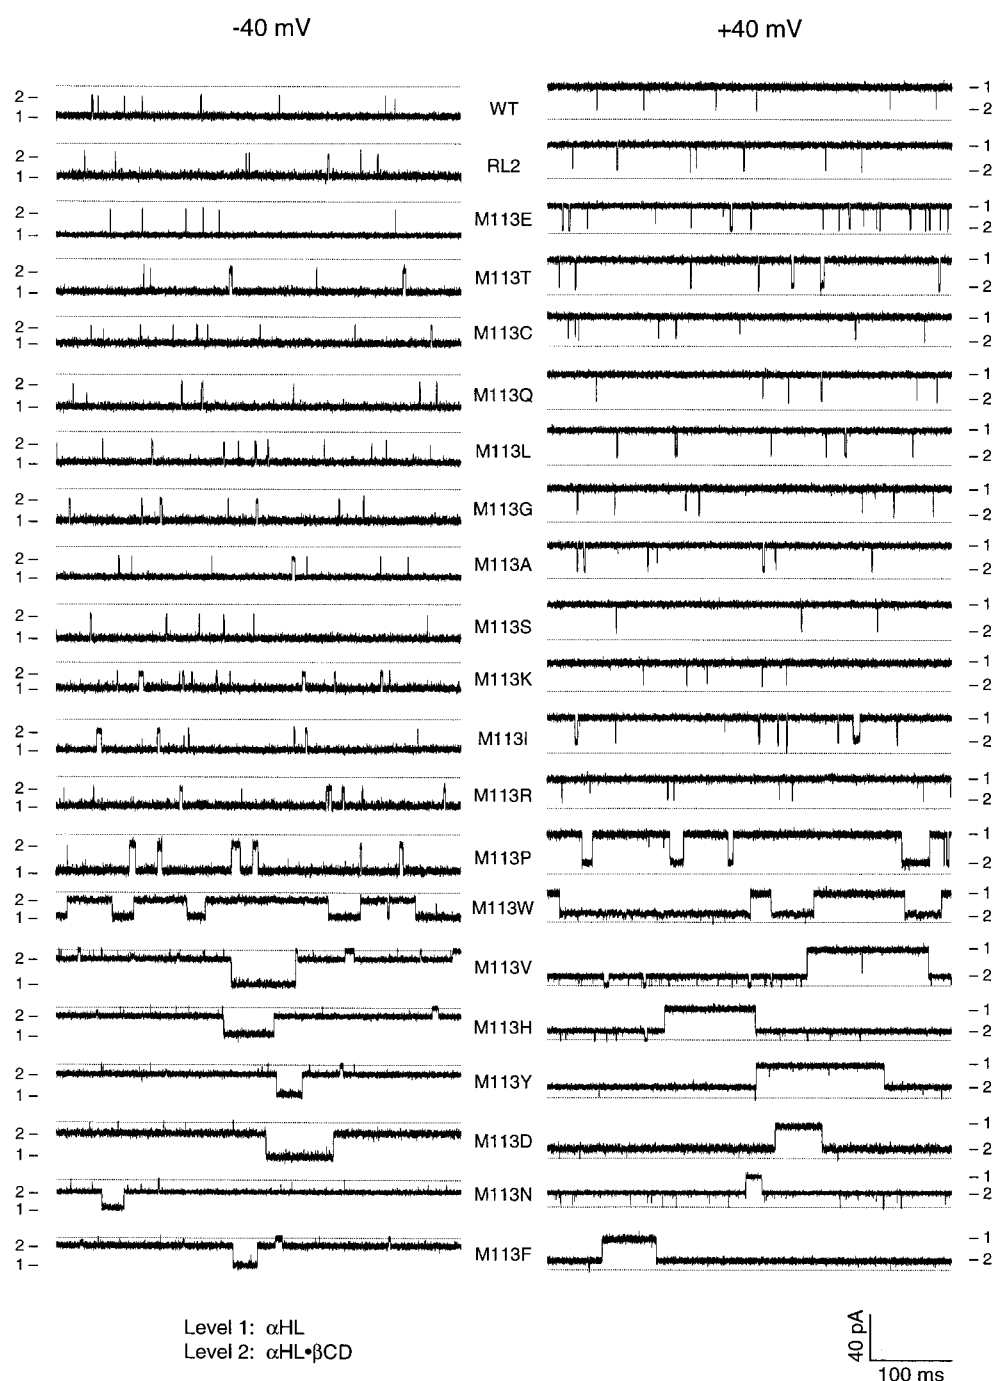 -40 mV +40 mV
2 – WT – 1
1 – – 2
2 – RL2 – 1
1 – – 2
2 – M113E – 1
1 – – 2
2 – M113T – 1
1 – – 2
2 – M113C – 1
1 – – 2
2 – M113Q – 1
1 – – 2
2 – M113L – 1
1 – – 2
2 – M113G – 1
1 – – 2
2 – M113A – 1
1 – – 2
2 – M113S – 1
1 – – 2
2 – M113K – 1
1 – – 2
2 – M113I – 1
1 – – 2
2 – M113R – 1
1 – – 2
2 – M113P – 1
1 – – 2
2 – M113W – 1
1 – – 2
2 – M113V – 1
1 – – 2
2 – M113H – 1
1 – – 2
2 – M113Y – 1
1 – – 2
2 – M113D – 1
1 – – 2
2 – M113N – 1
1 – – 2
2 – M113F – 1
1 – – 2
Level 1: αHL
Level 2: αHL•βCD
40 pA
100 ms